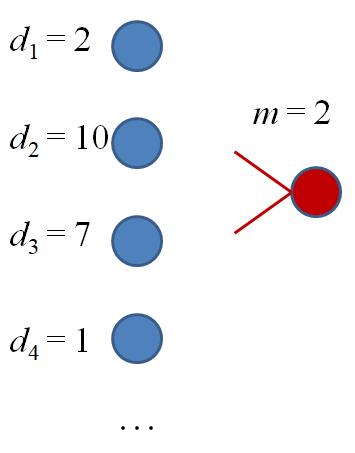 d₁ = 2
d₂ = 10
m = 2
d₃ = 7
d₄ = 1
...